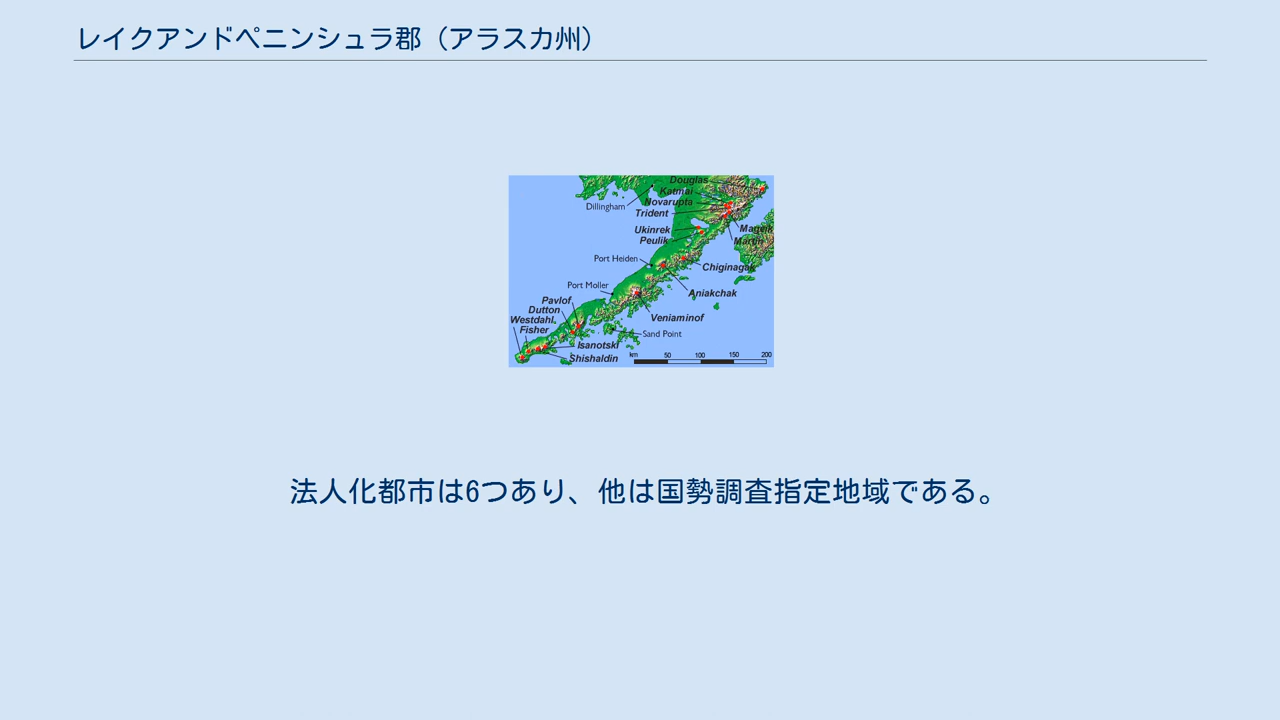 レイクアンドペニンシュラ郡（アラスカ州）
Douglas
Katmai
Novarupta
Dillingham
Trident
Ukinrek
Mageik
Peulik
Martin
Port Heiden
Chiginagak
Port Moller
Aniakchak
Pavlof
Dutton
Westdahl
Veniaminof
Fisher
Sand Point
Isanotski
Shishaldin
km 50 100 150 200
法人化都市は6つあり、他は国勢調査指定地域である。